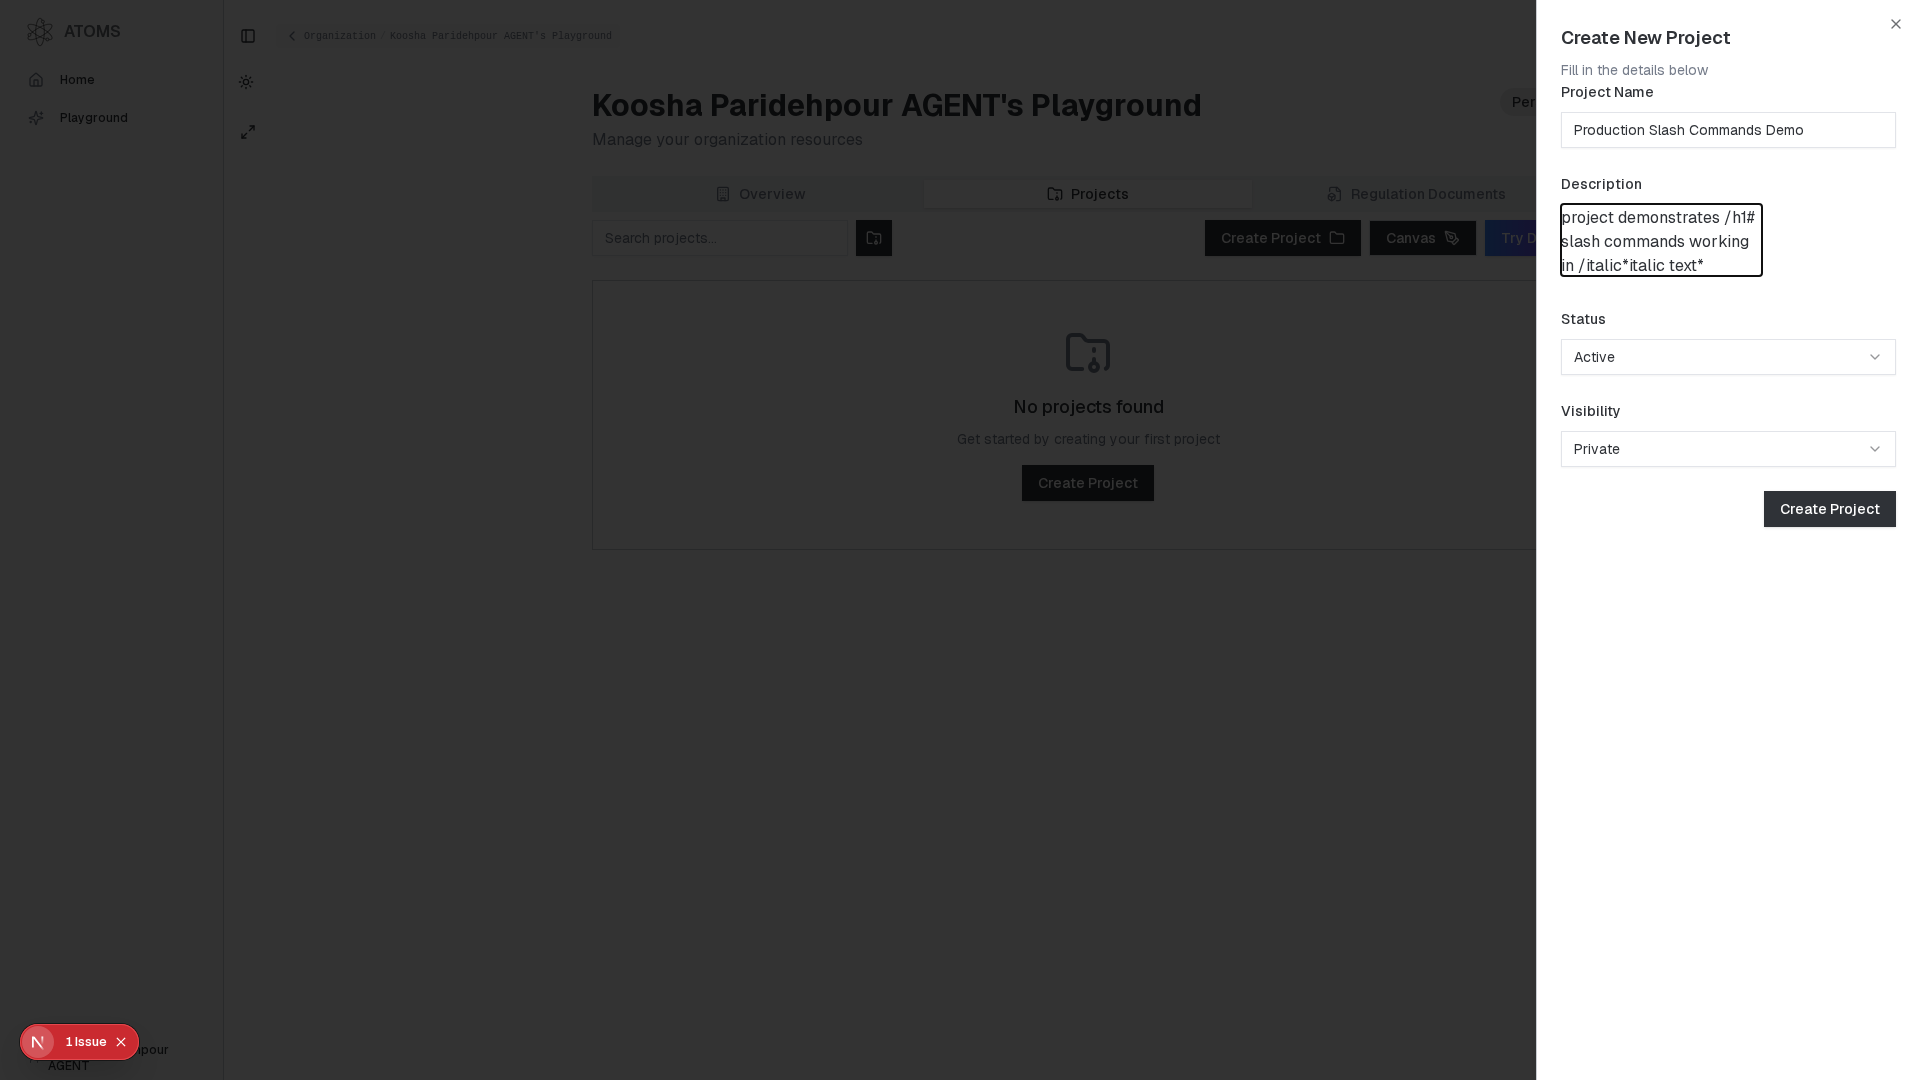 ATOMS
Home
Playground
Organization / Koosha Paridehpour AGENT's Playground
Koosha Paridehpour AGENT's Playground
Manage your organization resources
Overview
Projects
Regulation Documents
Search projects...
Create Project
Canvas
Try D
No projects found
Get started by creating your first project
Create Project
Create New Project
Fill in the details below
Project Name
Production Slash Commands Demo
Description
project demonstrates /h1#
slash commands working
in /italic*italic text*
Status
Active
Visibility
Private
Create Project
1 Issue
AGENT